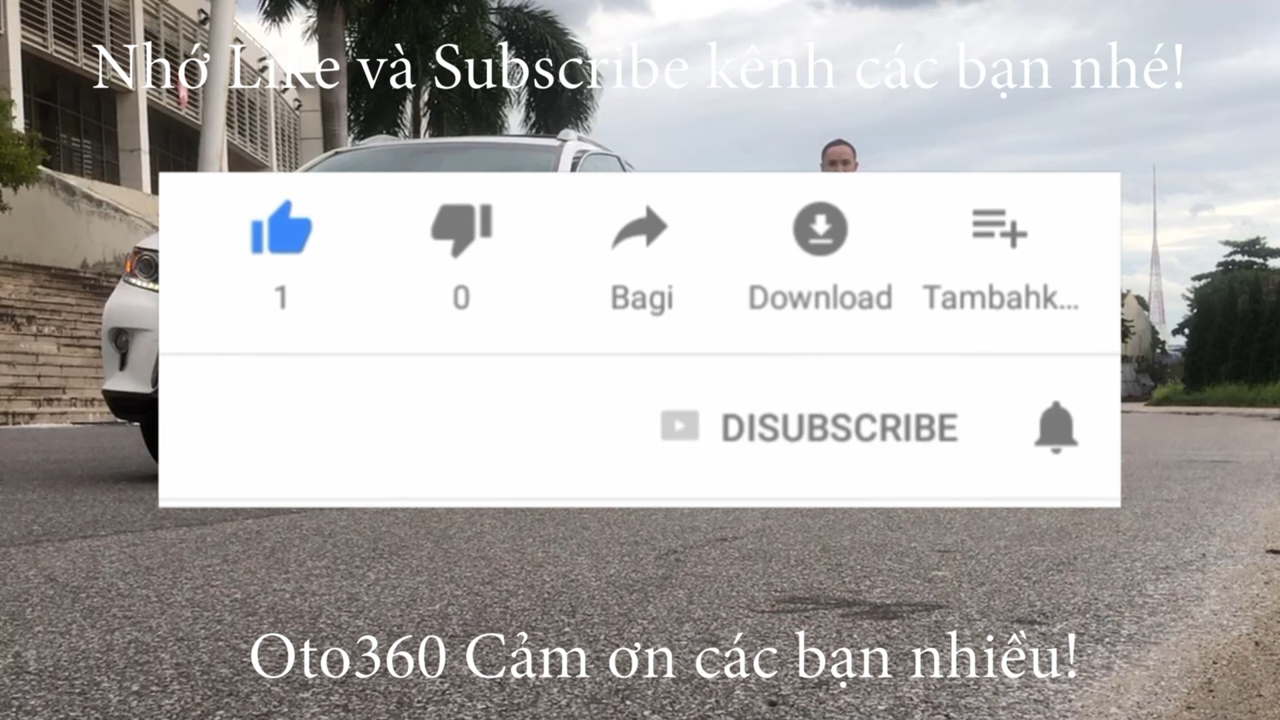 Nhớ Like và Subscribe kênh các bạn nhé!
1 0 Bagi Download Tambahk...
DISUBSCRIBE
Oto360 Cảm ơn các bạn nhiều!